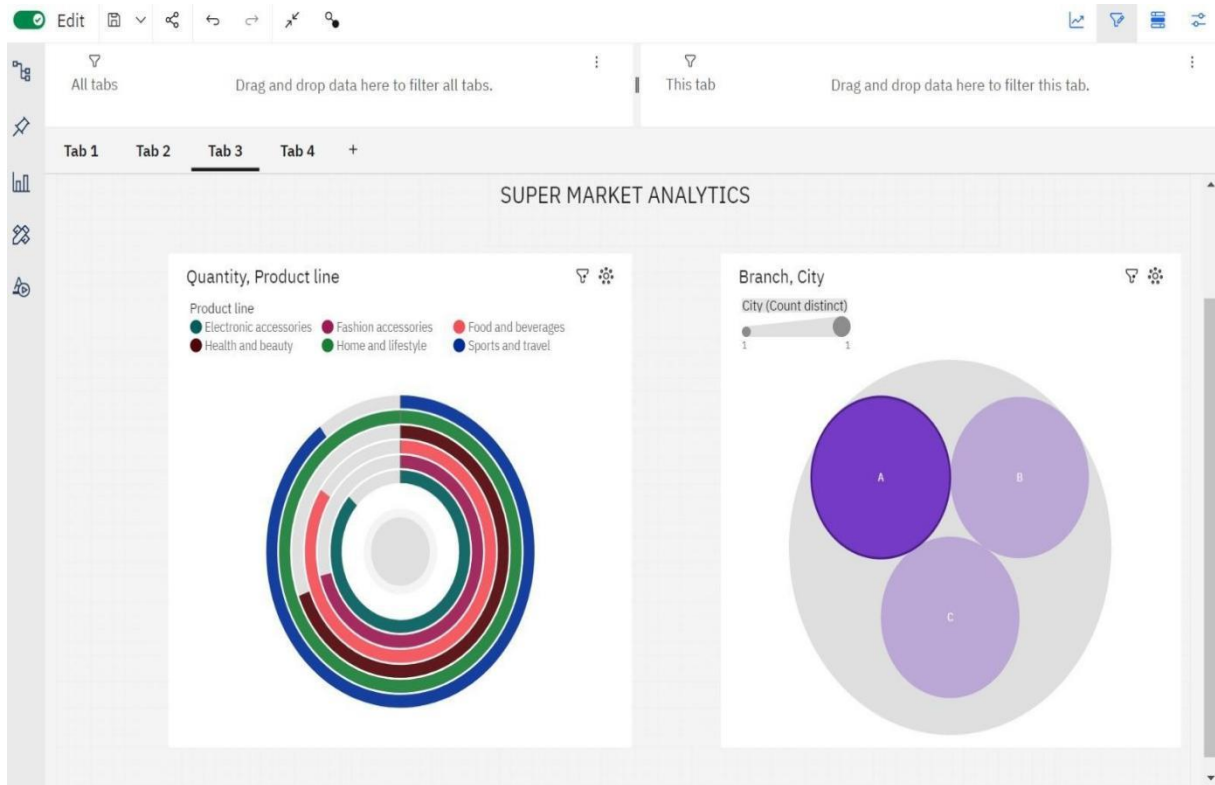 Edit
All tabs
Drag and drop data here to filter all tabs.
This tab
Drag and drop data here to filter this tab.
Tab 1 Tab 2 Tab 3 Tab 4 +
SUPER MARKET ANALYTICS
Quantity, Product line
Product line
Electronic accessories Fashion accessories Food and beverages
Health and beauty Home and lifestyle Sports and travel
Branch, City
City (Count distinct)
1 1
A B
C